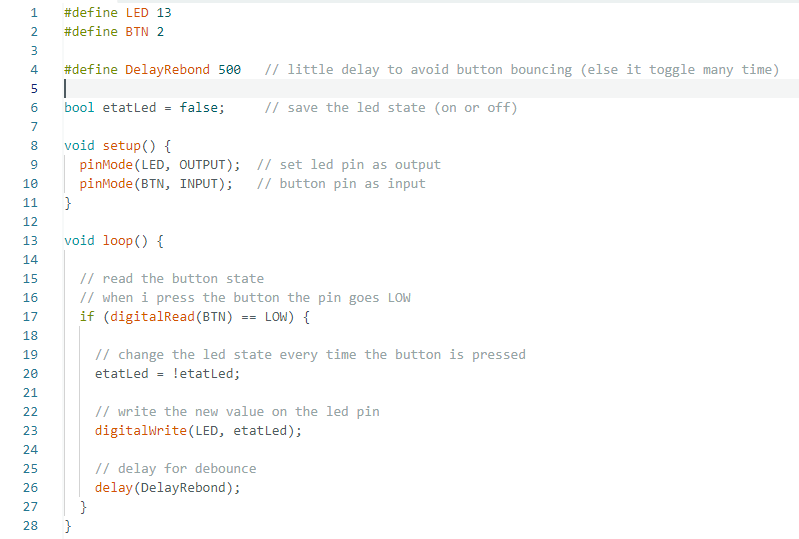 1 #define LED 13
2 #define BTN 2
3
4 #define DelayRebond 500   // little delay to avoid button bouncing (else it toggle many time)
5
6 bool etatLed = false;     // save the led state (on or off)
7
8 void setup() {
9   pinMode(LED, OUTPUT);  // set led pin as output
10   pinMode(BTN, INPUT);   // button pin as input
11 }
12
13 void loop() {
14
15   // read the button state
16   // when i press the button the pin goes LOW
17   if (digitalRead(BTN) == LOW) {
18
19     // change the led state every time the button is pressed
20     etatLed = !etatLed;
21
22     // write the new value on the led pin
23     digitalWrite(LED, etatLed);
24
25     // delay for debounce
26     delay(DelayRebond);
27   }
28 }